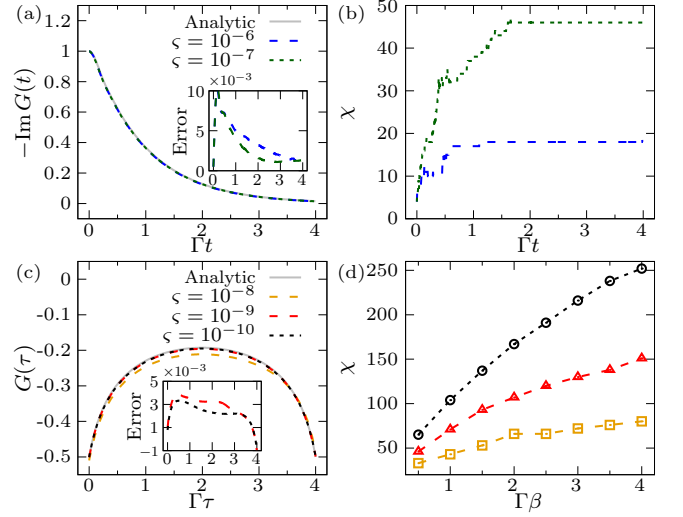 (a)
1.2
1
0.8
0.6
0.4
0.2
0
−Im G(t)
Analytic
ς = 10⁻⁶
ς = 10⁻⁷
×10⁻³
10
5
0
Error
0 1 2 3 4
0 1 2 3 4
Γt
(b)
50
40
30
20
10
0
χ
0 1 2 3 4
Γt
(c)
0
-0.1
-0.2
-0.3
-0.4
-0.5
G(τ)
Analytic
ς = 10⁻⁸
ς = 10⁻⁹
ς = 10⁻¹⁰
×10⁻³
5
3
1
−1
Error
0 1 2 3 4
0 1 2 3 4
Γτ
(d)
250
200
150
100
50
χ
1 2 3 4
Γβ